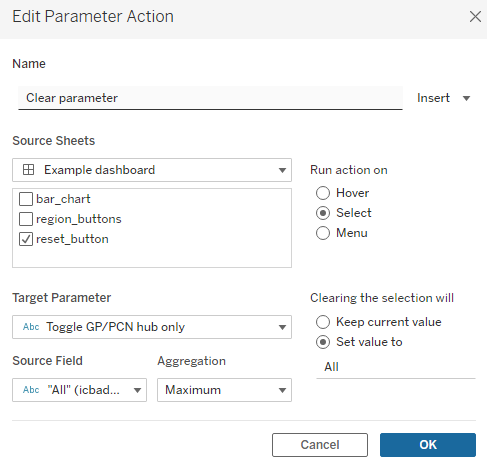 Edit Parameter Action
Name
Clear parameter Insert
Source Sheets
Example dashboard
bar_chart
region_buttons
reset_button
Run action on
Hover
Select
Menu
Target Parameter
Abc Toggle GP/PCN hub only
Source Field Aggregation
Abc "All" (icbad... Maximum
Clearing the selection will
Keep current value
Set value to
All
Cancel OK